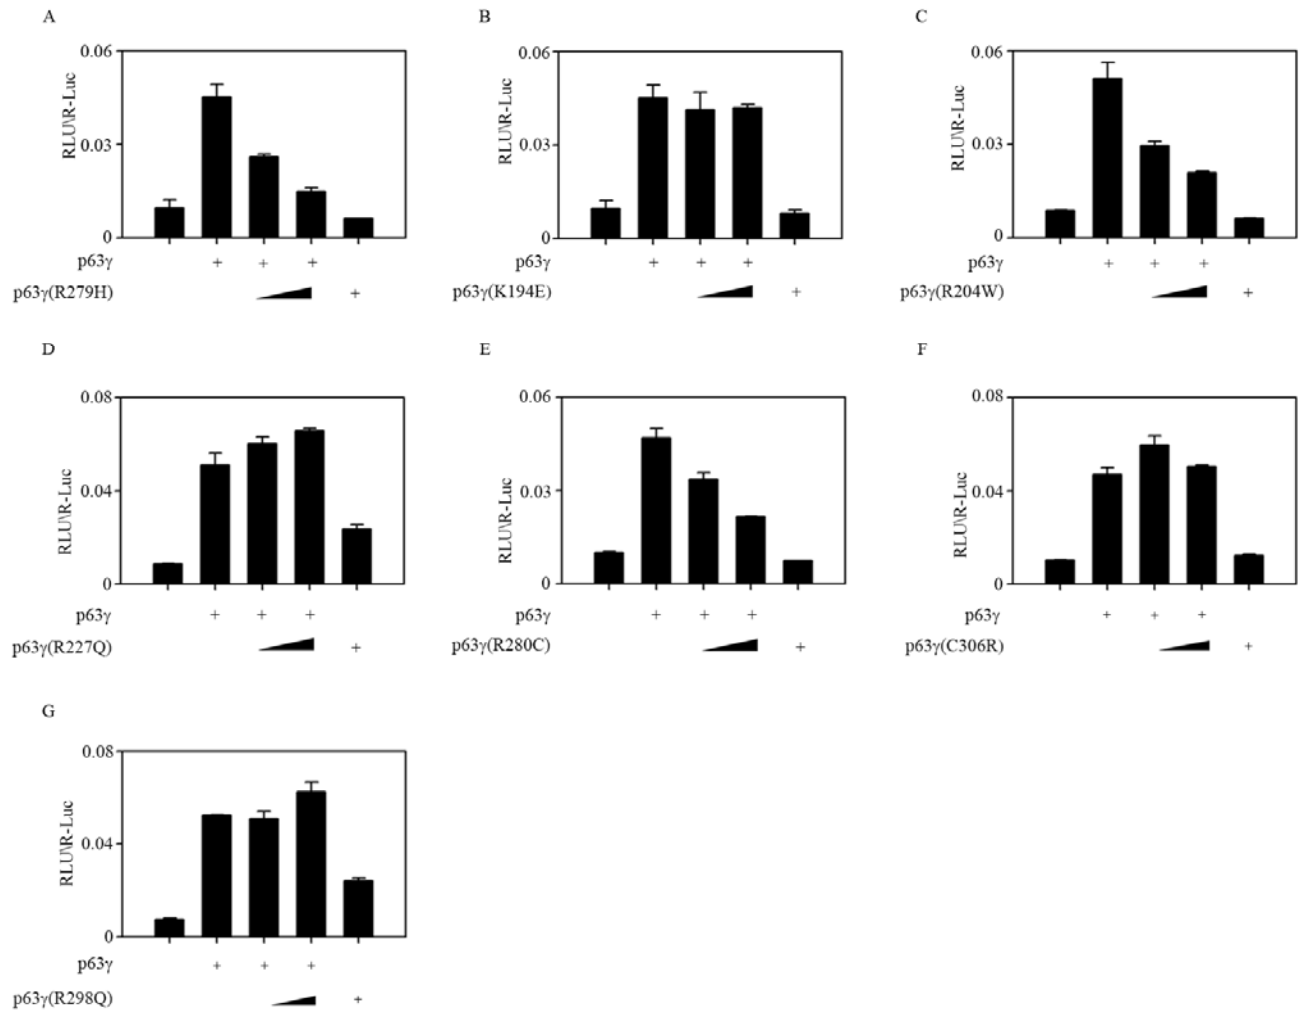 A
B
C
0.06
0.03
0
RLU\R-Luc
p63γ + + +
p63γ(R279H) +
0.06
0.03
0
RLU\R-Luc
p63γ + + +
p63γ(K194E) +
0.06
0.03
0
RLU\R-Luc
p63γ + + +
p63γ(R204W) +
D
E
F
0.08
0.04
0
RLU\R-Luc
p63γ + + +
p63γ(R227Q) +
0.06
0.03
0
RLU\R-Luc
p63γ + + +
p63γ(R280C) +
0.08
0.04
0
RLU\R-Luc
p63γ + + +
p63γ(C306R) +
G
0.08
0.04
0
RLU\R-Luc
p63γ + + +
p63γ(R298Q) +